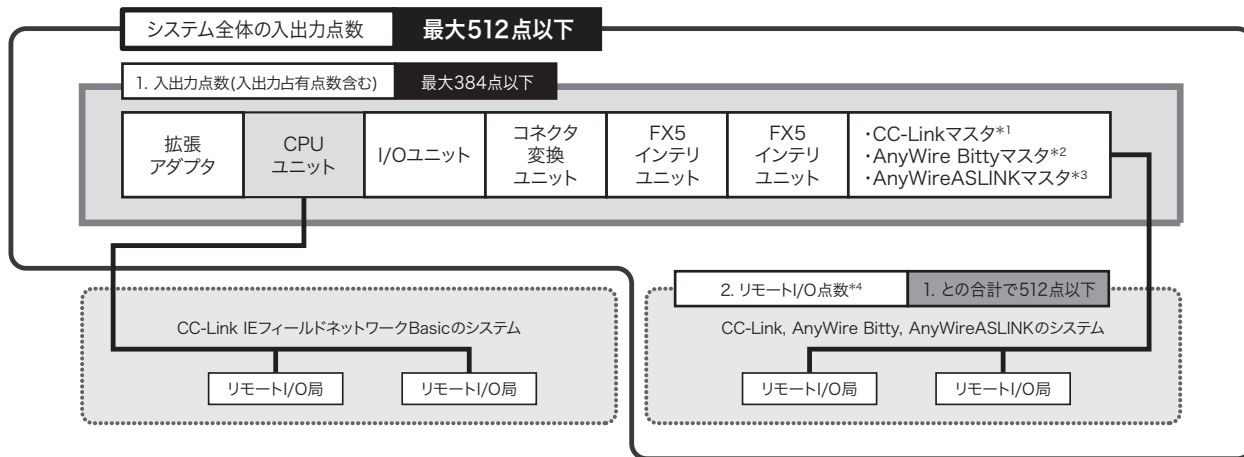 システム全体の入出力点数 最大512点以下
1. 入出力点数(入出力占有点数含む) 最大384点以下
拡張
アダプタ
CPU
ユニット
I/Oユニット
コネクタ
変換
ユニット
FX5
インテリ
ユニット
FX5
インテリ
ユニット
・CC-Linkマスタ*1
・AnyWire Bittyマスタ*2
・AnyWireASLINKマスタ*3
CC-Link IEフィールドネットワークBasicのシステム
リモートI/O局 リモートI/O局
2. リモートI/O点数*4 1. との合計で512点以下
CC-Link, AnyWire Bitty, AnyWireASLINKのシステム
リモートI/O局 リモートI/O局